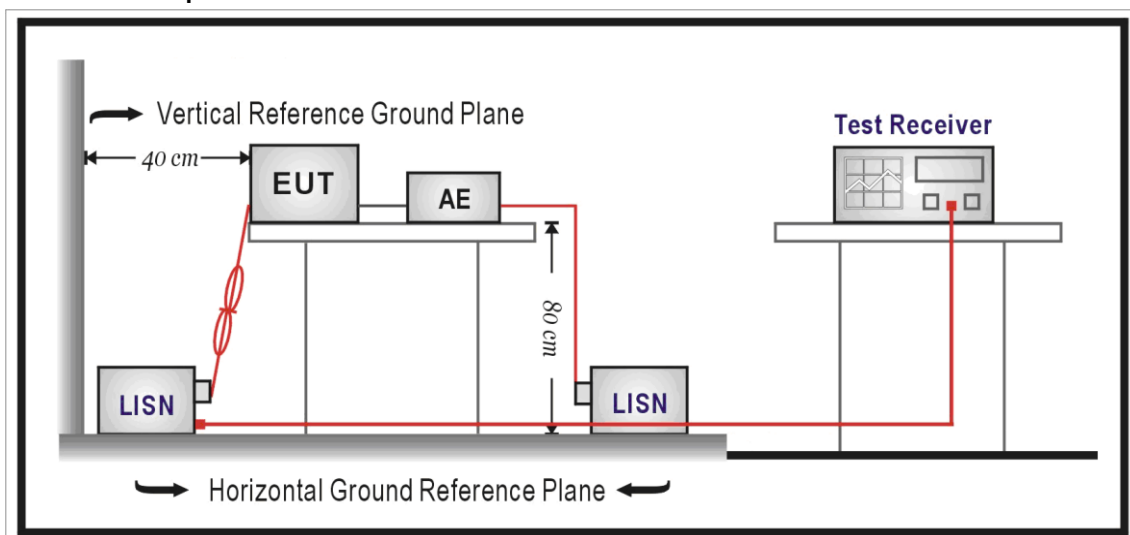 Vertical Reference Ground Plane
40 cm
EUT
AE
Test Receiver
80 cm
LISN
LISN
Horizontal Ground Reference Plane